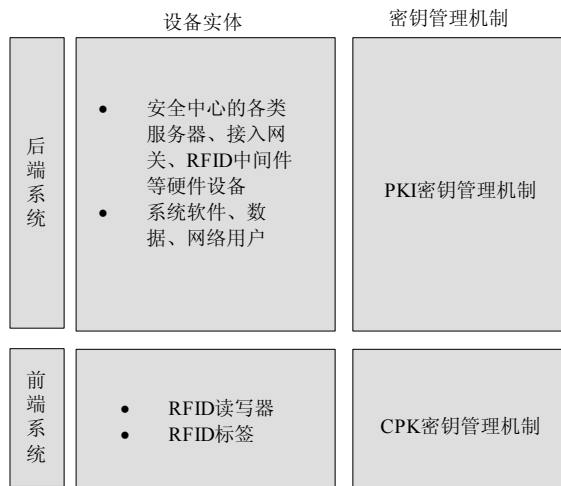 设备实体
密钥管理机制
后端系统
• 安全中心的各类
服务器、接入网
关、RFID中间件
等硬件设备
• 系统软件、数
据、网络用户
PKI密钥管理机制
前端系统
• RFID读写器
• RFID标签
CPK密钥管理机制